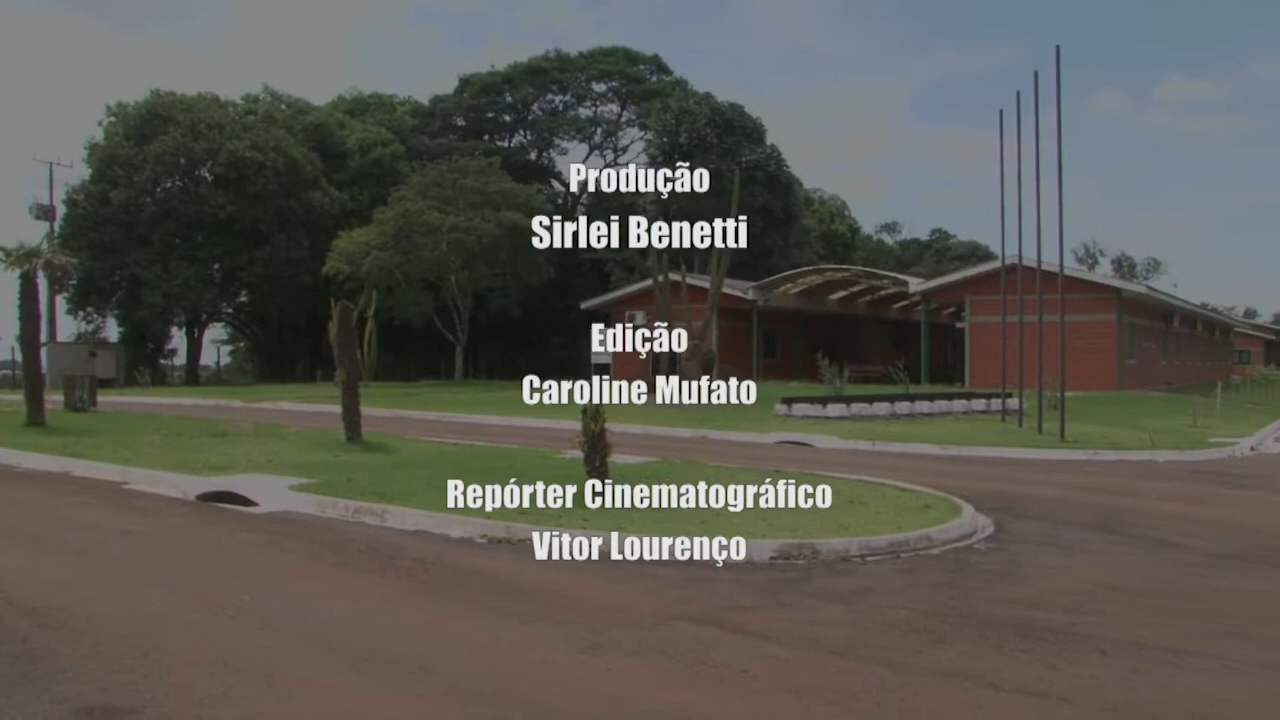 Produção
Sirlei Benetti
Edição
Caroline Mufato
Repórter Cinematográfico
Vitor Lourenço